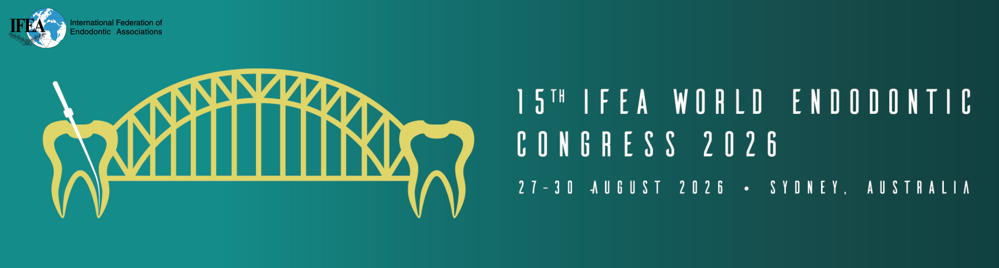 IFEA
International Federation of
Endodontic Associations
15TH IFEA WORLD ENDODONTIC
CONGRESS 2026
27-30 AUGUST 2026 • SYDNEY, AUSTRALIA